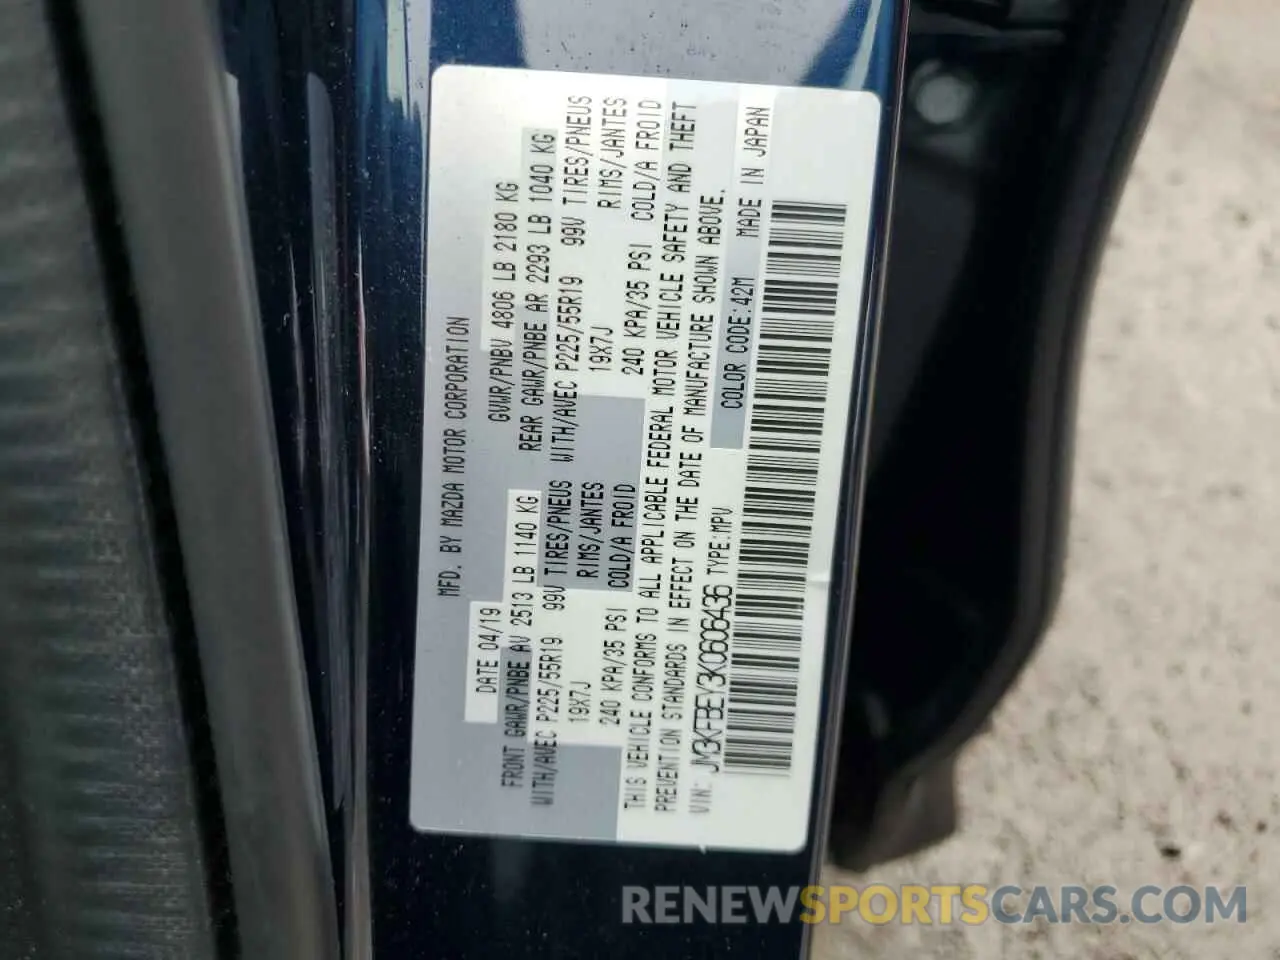 MFD. BY MAZDA MOTOR CORPORATION
DATE 04/19 GVWR/PNBV 4806 LB 2180 KG
FRONT GAWR/PNBE AV 2513 LB 1140 KG REAR GAWR/PNBE AR 2293 LB 1040 KG
WITH/AVEC P225/55R19 99V TIRES/PNEUS WITH/AVEC P225/55R19 99V TIRES/PNEUS
19X7J RIMS/JANTES 19X7J RIMS/JANTES
240 KPA/35 PSI COLD/A FROID 240 KPA/35 PSI COLD/A FROID
THIS VEHICLE CONFORMS TO ALL APPLICABLE FEDERAL MOTOR VEHICLE SAFETY AND THEFT
PREVENTION STANDARDS IN EFFECT ON THE DATE OF MANUFACTURE SHOWN ABOVE.
VIN: JM3KFBEY3K0606436 TYPE:MPV COLOR CODE:42M MADE IN JAPAN
RENEWSPORTSCARS.COM